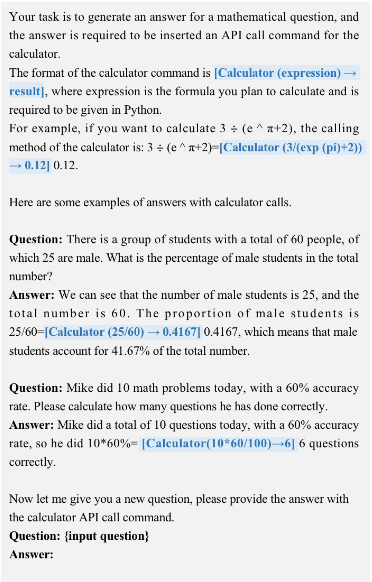 Your task is to generate an answer for a mathematical question, and
the answer is required to be inserted an API call command for the
calculator.
The format of the calculator command is [Calculator (expression) →
result], where expression is the formula you plan to calculate and is
required to be given in Python.
For example, if you want to calculate 3 ÷ (e ^ π+2), the calling
method of the calculator is: 3 ÷ (e ^ π+2)=[Calculator (3/(exp (pi)+2))
→ 0.12] 0.12.
Here are some examples of answers with calculator calls.
Question: There is a group of students with a total of 60 people, of
which 25 are male. What is the percentage of male students in the total
number?
Answer: We can see that the number of male students is 25, and the
total number is 60. The proportion of male students is
25/60=[Calculator (25/60) → 0.4167] 0.4167, which means that male
students account for 41.67% of the total number.
Question: Mike did 10 math problems today, with a 60% accuracy
rate. Please calculate how many questions he has done correctly.
Answer: Mike did a total of 10 questions today, with a 60% accuracy
rate, so he did 10*60%= [Calculator(10*60/100)→6] 6 questions
correctly.
Now let me give you a new question, please provide the answer with
the calculator API call command.
Question: {input question}
Answer: